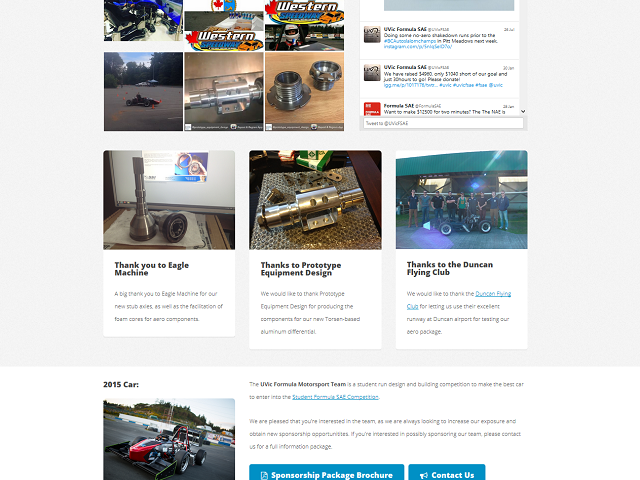 Western
SPEEDWAY
Western
SPEEDWAY
UVic Formula SAE @UVicFSAE 29 Jun
Doing some no-aero shakedown runs prior to the
#BCAutoslalomchamps in Pitt Meadows next week.
UVic Formula SAE @UVicFSAE 28 Jun
We have raised $4960, only $1040 short of our goal and
just 30hours to go! Please donate!
igg.me/p/1017176/twt... #uvic #uvicfsae #fsae @uvic
Formula SAE @FormulaSAE 28 Jan
Want to make $12500 for two minutes? The The NAE is
Tweet to @UVicFSAE
Thank you to Eagle
Machine
A big thank you to Eagle Machine for our
new stub axles, as well as the facilitation of
foam cores for aero components.
Thanks to Prototype
Equipment Design
We would like to thank Prototype
Equipment Design for producing the
components for our new Torsen-based
aluminum differential.
Thanks to the Duncan
Flying Club
We would like to thank the Duncan Flying
Club for letting us use their excellent
runway at Duncan airport for testing our
aero package.
2015 Car:
The UVic Formula Motorsport Team is a student run design and building competition to make the best car
to enter into the Student Formula SAE Competition.
We are pleased that you're interested in the team, as we are always looking to increase our exposure and
obtain new sponsorship opportunities. If you're interested in possibly sponsoring our team, please contact
us for a full information package.
Sponsorship Package Brochure
Contact Us